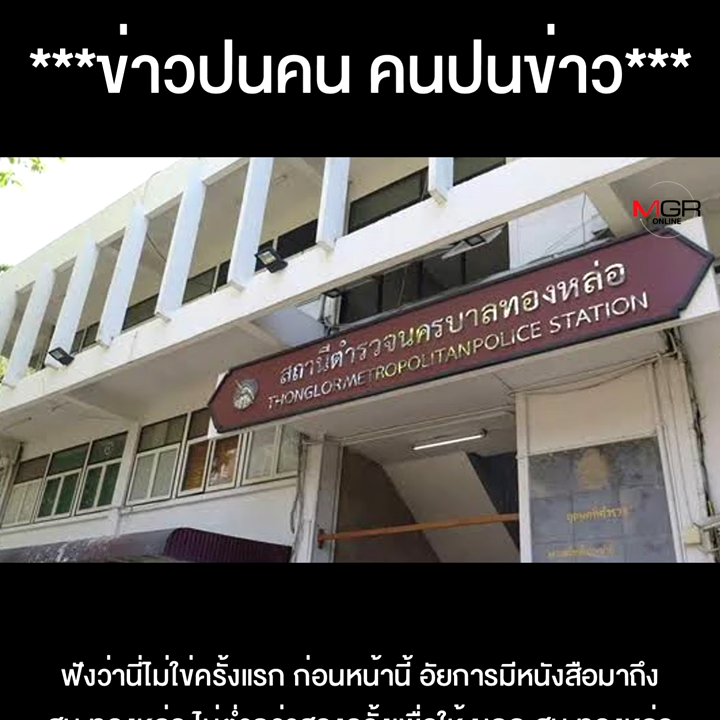 ***ข่าวปนคน คนปนข่าว***
MGR
ONLINE
สถานีตำรวจนครบาลทองหล่อ
THONGLOR METROPOLITAN POLICE STATION
ฟังว่านี่ไม่ใช่ครั้งแรก ก่อนหน้านี้ อัยการมีหนังสือมาถึง